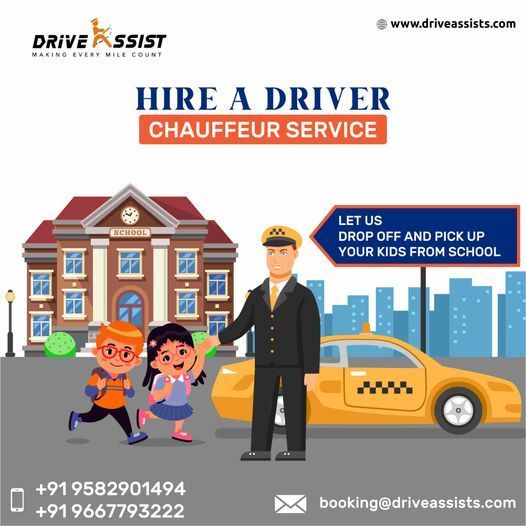 DRIVE ASSIST
MAKING EVERY MILE COUNT
www.driveassists.com
HIRE A DRIVER
CHAUFFEUR SERVICE
SCHOOL
LET US
DROP OFF AND PICK UP
YOUR KIDS FROM SCHOOL
+91 9582901494
+91 9667793222
booking@driveassists.com